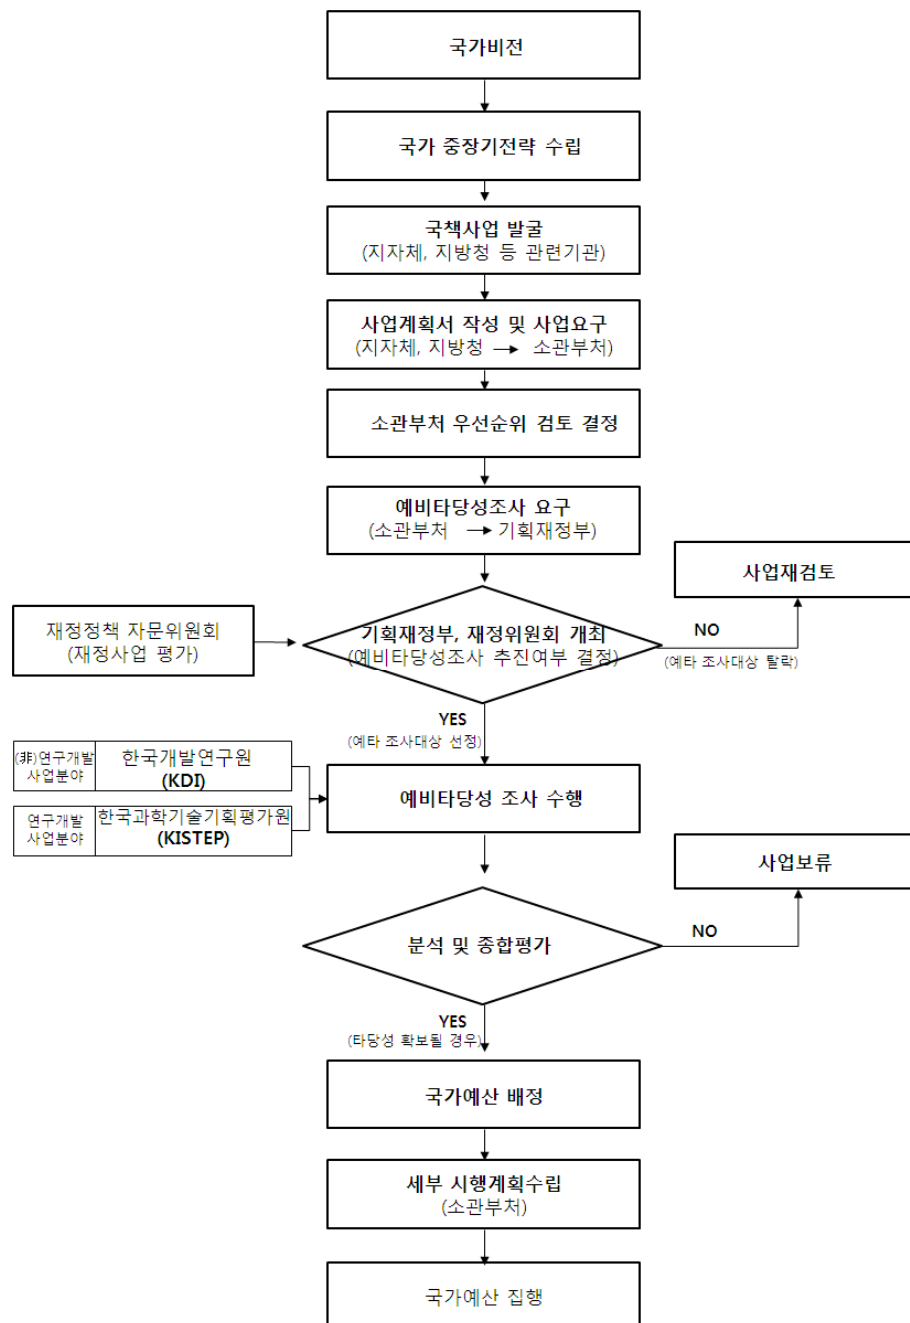 국가비전
국가 중장기전략 수립
국책사업 발굴
(지자체, 지방청 등 관련기관)
사업계획서 작성 및 사업요구
(지자체, 지방청 → 소관부처)
소관부처 우선순위 검토 결정
예비타당성조사 요구
(소관부처 → 기획재정부)
사업재검토
재정정책 자문위원회
(재정사업 평가)
기획재정부, 재정위원회 개최
(예비타당성조사 추진여부 결정)
NO
(예타 조사대상 탈락)
YES
(예타 조사대상 선정)
(非)연구개발
사업분야
한국개발연구원
(KDI)
연구개발
사업분야
한국과학기술기획평가원
(KISTEP)
예비타당성 조사 수행
사업보류
분석 및 종합평가
NO
YES
(타당성 확보될 경우)
국가예산 배정
세부 시행계획수립
(소관부처)
국가예산 집행